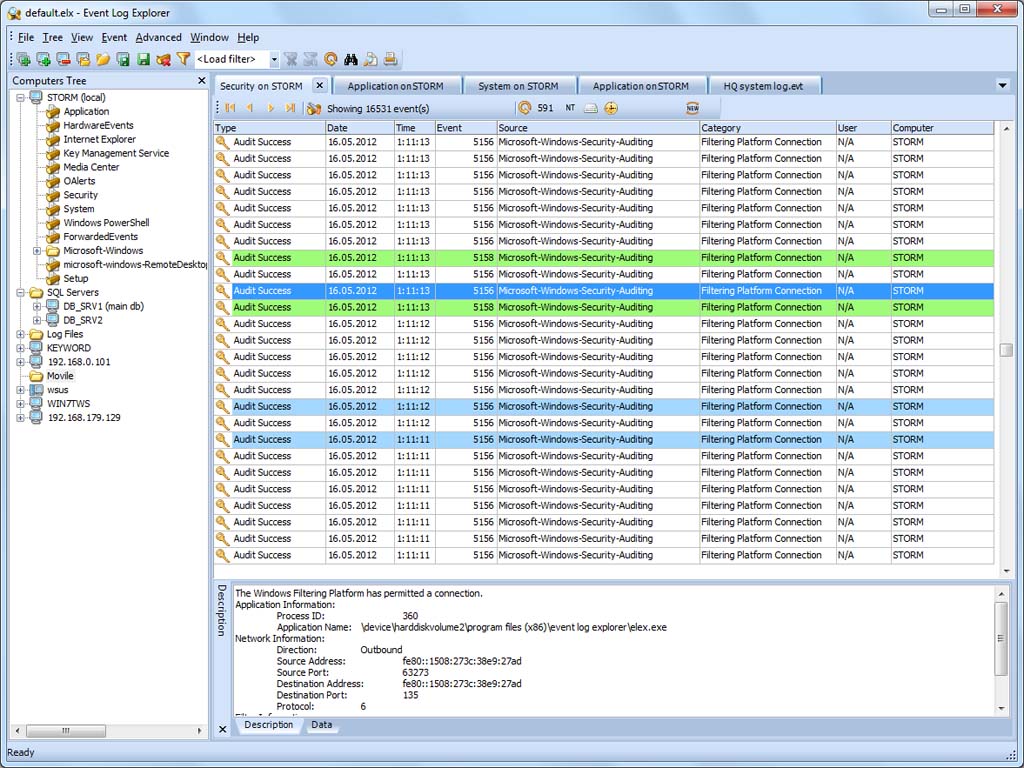 default.elx - Event Log Explorer
File Tree View Event Advanced Window Help
<Load filter>
Computers Tree
STORM (local)
Application
HardwareEvents
Internet Explorer
Key Management Service
Media Center
OAlerts
Security
System
Windows PowerShell
ForwardedEvents
Microsoft-Windows
microsoft-windows-RemoteDesktop
Setup
SQL Servers
DB_SRV1 (main db)
DB_SRV2
Log Files
KEYWORD
192.168.0.101
Movile
wsus
WIN7TWS
192.168.179.129
Security on STORM Application on STORM System on STORM Application on STORM HQ system log.evt
Showing 16531 event(s) 591 NT NEW
Type Date Time Event Source Category User Computer
Audit Success 16.05.2012 1:11:13 5156 Microsoft-Windows-Security-Auditing Filtering Platform Connection N/A STORM
Audit Success 16.05.2012 1:11:13 5156 Microsoft-Windows-Security-Auditing Filtering Platform Connection N/A STORM
Audit Success 16.05.2012 1:11:13 5156 Microsoft-Windows-Security-Auditing Filtering Platform Connection N/A STORM
Audit Success 16.05.2012 1:11:13 5156 Microsoft-Windows-Security-Auditing Filtering Platform Connection N/A STORM
Audit Success 16.05.2012 1:11:13 5156 Microsoft-Windows-Security-Auditing Filtering Platform Connection N/A STORM
Audit Success 16.05.2012 1:11:13 5156 Microsoft-Windows-Security-Auditing Filtering Platform Connection N/A STORM
Audit Success 16.05.2012 1:11:13 5156 Microsoft-Windows-Security-Auditing Filtering Platform Connection N/A STORM
Audit Success 16.05.2012 1:11:13 5158 Microsoft-Windows-Security-Auditing Filtering Platform Connection N/A STORM
Audit Success 16.05.2012 1:11:13 5156 Microsoft-Windows-Security-Auditing Filtering Platform Connection N/A STORM
Audit Success 16.05.2012 1:11:13 5156 Microsoft-Windows-Security-Auditing Filtering Platform Connection N/A STORM
Audit Success 16.05.2012 1:11:13 5158 Microsoft-Windows-Security-Auditing Filtering Platform Connection N/A STORM
Audit Success 16.05.2012 1:11:12 5156 Microsoft-Windows-Security-Auditing Filtering Platform Connection N/A STORM
Audit Success 16.05.2012 1:11:12 5156 Microsoft-Windows-Security-Auditing Filtering Platform Connection N/A STORM
Audit Success 16.05.2012 1:11:12 5156 Microsoft-Windows-Security-Auditing Filtering Platform Connection N/A STORM
Audit Success 16.05.2012 1:11:12 5156 Microsoft-Windows-Security-Auditing Filtering Platform Connection N/A STORM
Audit Success 16.05.2012 1:11:12 5156 Microsoft-Windows-Security-Auditing Filtering Platform Connection N/A STORM
Audit Success 16.05.2012 1:11:12 5156 Microsoft-Windows-Security-Auditing Filtering Platform Connection N/A STORM
Audit Success 16.05.2012 1:11:12 5156 Microsoft-Windows-Security-Auditing Filtering Platform Connection N/A STORM
Audit Success 16.05.2012 1:11:11 5156 Microsoft-Windows-Security-Auditing Filtering Platform Connection N/A STORM
Audit Success 16.05.2012 1:11:11 5156 Microsoft-Windows-Security-Auditing Filtering Platform Connection N/A STORM
Audit Success 16.05.2012 1:11:11 5156 Microsoft-Windows-Security-Auditing Filtering Platform Connection N/A STORM
Audit Success 16.05.2012 1:11:11 5156 Microsoft-Windows-Security-Auditing Filtering Platform Connection N/A STORM
Audit Success 16.05.2012 1:11:11 5156 Microsoft-Windows-Security-Auditing Filtering Platform Connection N/A STORM
Audit Success 16.05.2012 1:11:11 5156 Microsoft-Windows-Security-Auditing Filtering Platform Connection N/A STORM
Audit Success 16.05.2012 1:11:11 5156 Microsoft-Windows-Security-Auditing Filtering Platform Connection N/A STORM
Audit Success 16.05.2012 1:11:11 5156 Microsoft-Windows-Security-Auditing Filtering Platform Connection N/A STORM
Description
The Windows Filtering Platform has permitted a connection.
Application Information:
Process ID: 360
Application Name: \device\harddiskvolume2\program files (x86)\event log explorer\elex.exe
Network Information:
Direction: Outbound
Source Address: fe80::1508:273c:38e9:27ad
Source Port: 63273
Destination Address: fe80::1508:273c:38e9:27ad
Destination Port: 135
Protocol: 6
Description Data
Ready